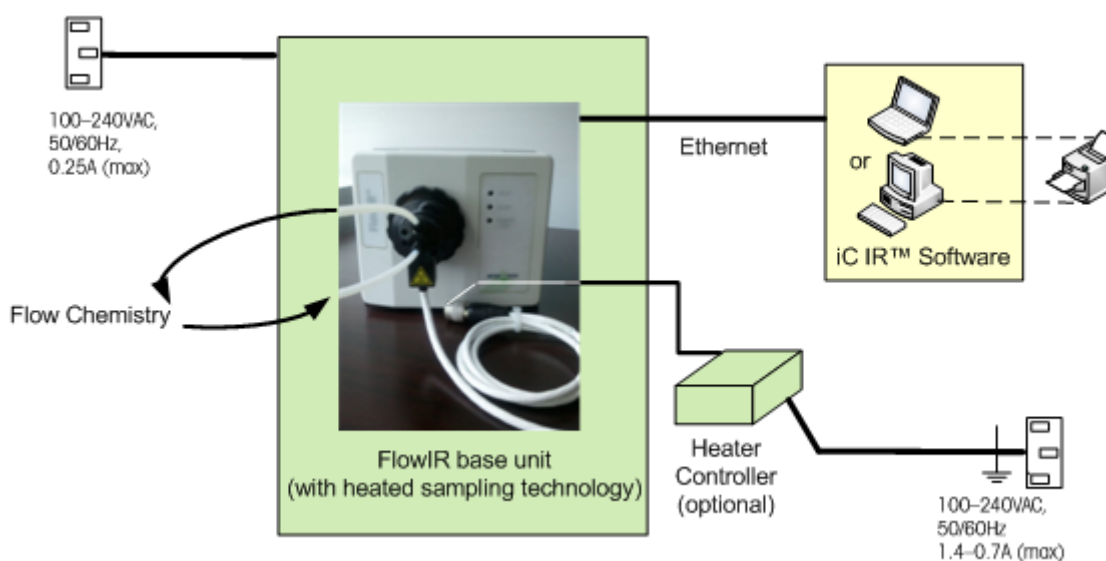 100–240VAC,
50/60Hz,
0.25A (max)
Ethernet
or
iC IR™ Software
Flow Chemistry
FlowIR base unit
(with heated sampling technology)
Heater
Controller
(optional)
100–240VAC,
50/60Hz
1.4–0.7A (max)